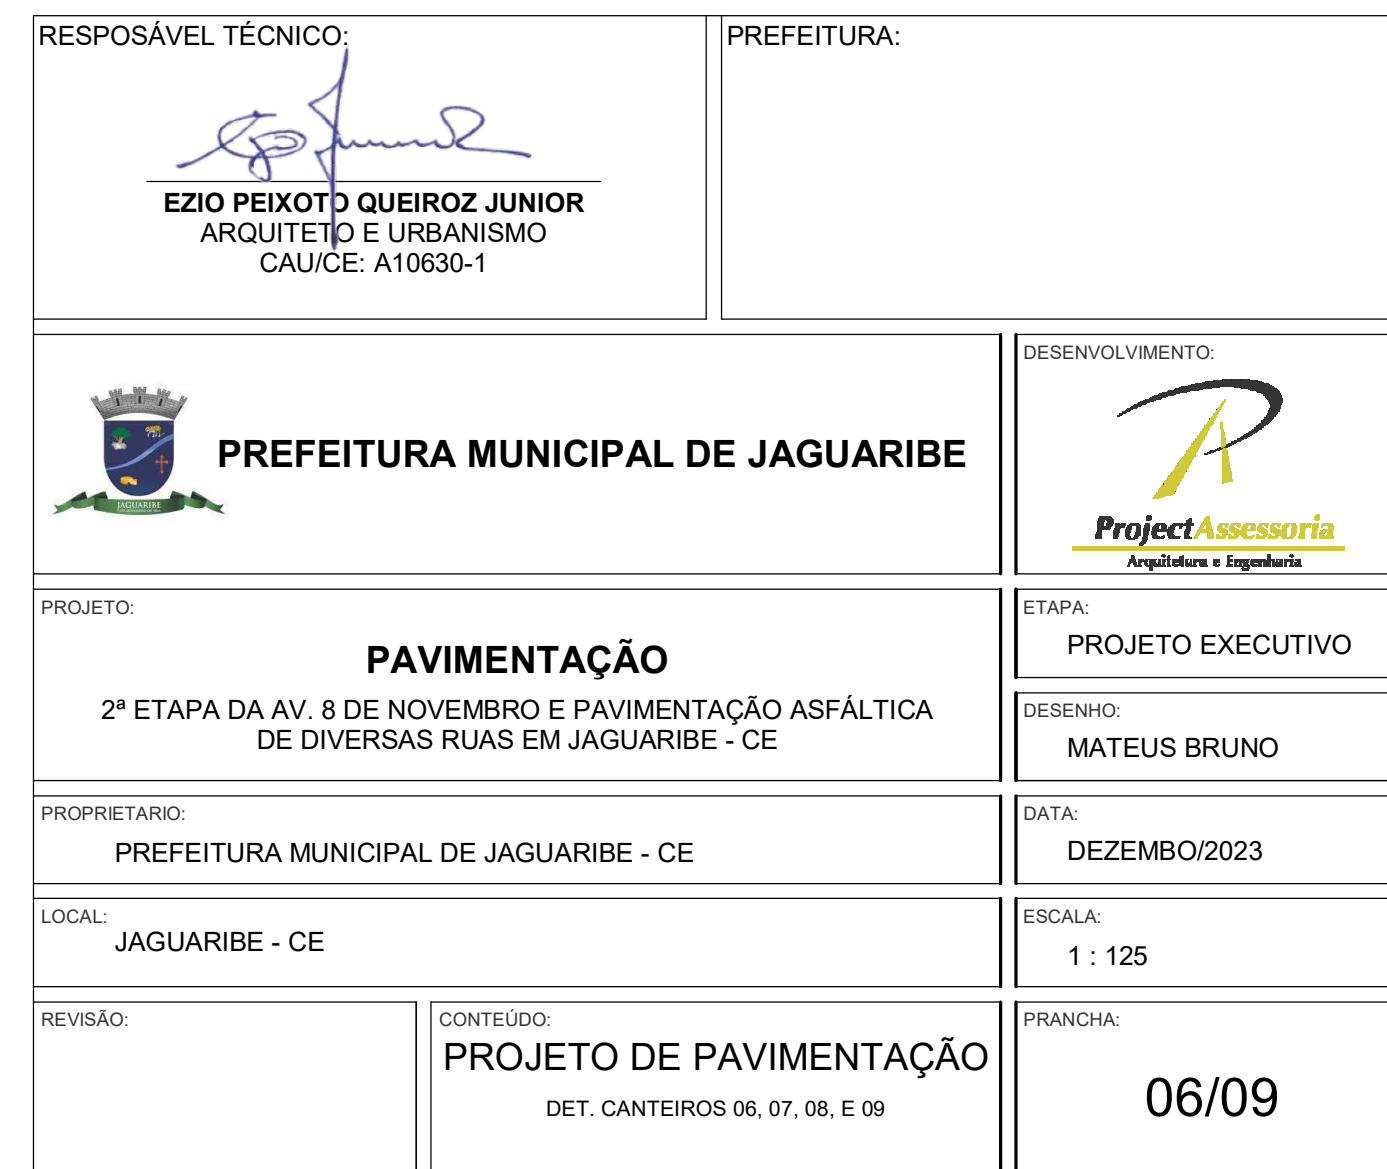 RESPOSÁVEL TÉCNICO:
EZIO PEIXOTO QUEIROZ JUNIOR
ARQUITETO E URBANISMO
CAU/CE: A10630-1
PREFEITURA:
JAGUARIBE
PREFEITURA MUNICIPAL DE JAGUARIBE
DESENVOLVIMENTO:
ProjectAssessoria
Arquitetura e Engenharia
PROJETO:
PAVIMENTAÇÃO
2ª ETAPA DA AV. 8 DE NOVEMBRO E PAVIMENTAÇÃO ASFÁLTICA
DE DIVERSAS RUAS EM JAGUARIBE - CE
ETAPA:
PROJETO EXECUTIVO
DESENHO:
MATEUS BRUNO
PROPRIETARIO:
PREFEITURA MUNICIPAL DE JAGUARIBE - CE
DATA:
DEZEMBO/2023
LOCAL:
JAGUARIBE - CE
ESCALA:
1 : 125
REVISÃO:
CONTEÚDO:
PROJETO DE PAVIMENTAÇÃO
DET. CANTEIROS 06, 07, 08, E 09
PRANCHA:
06/09